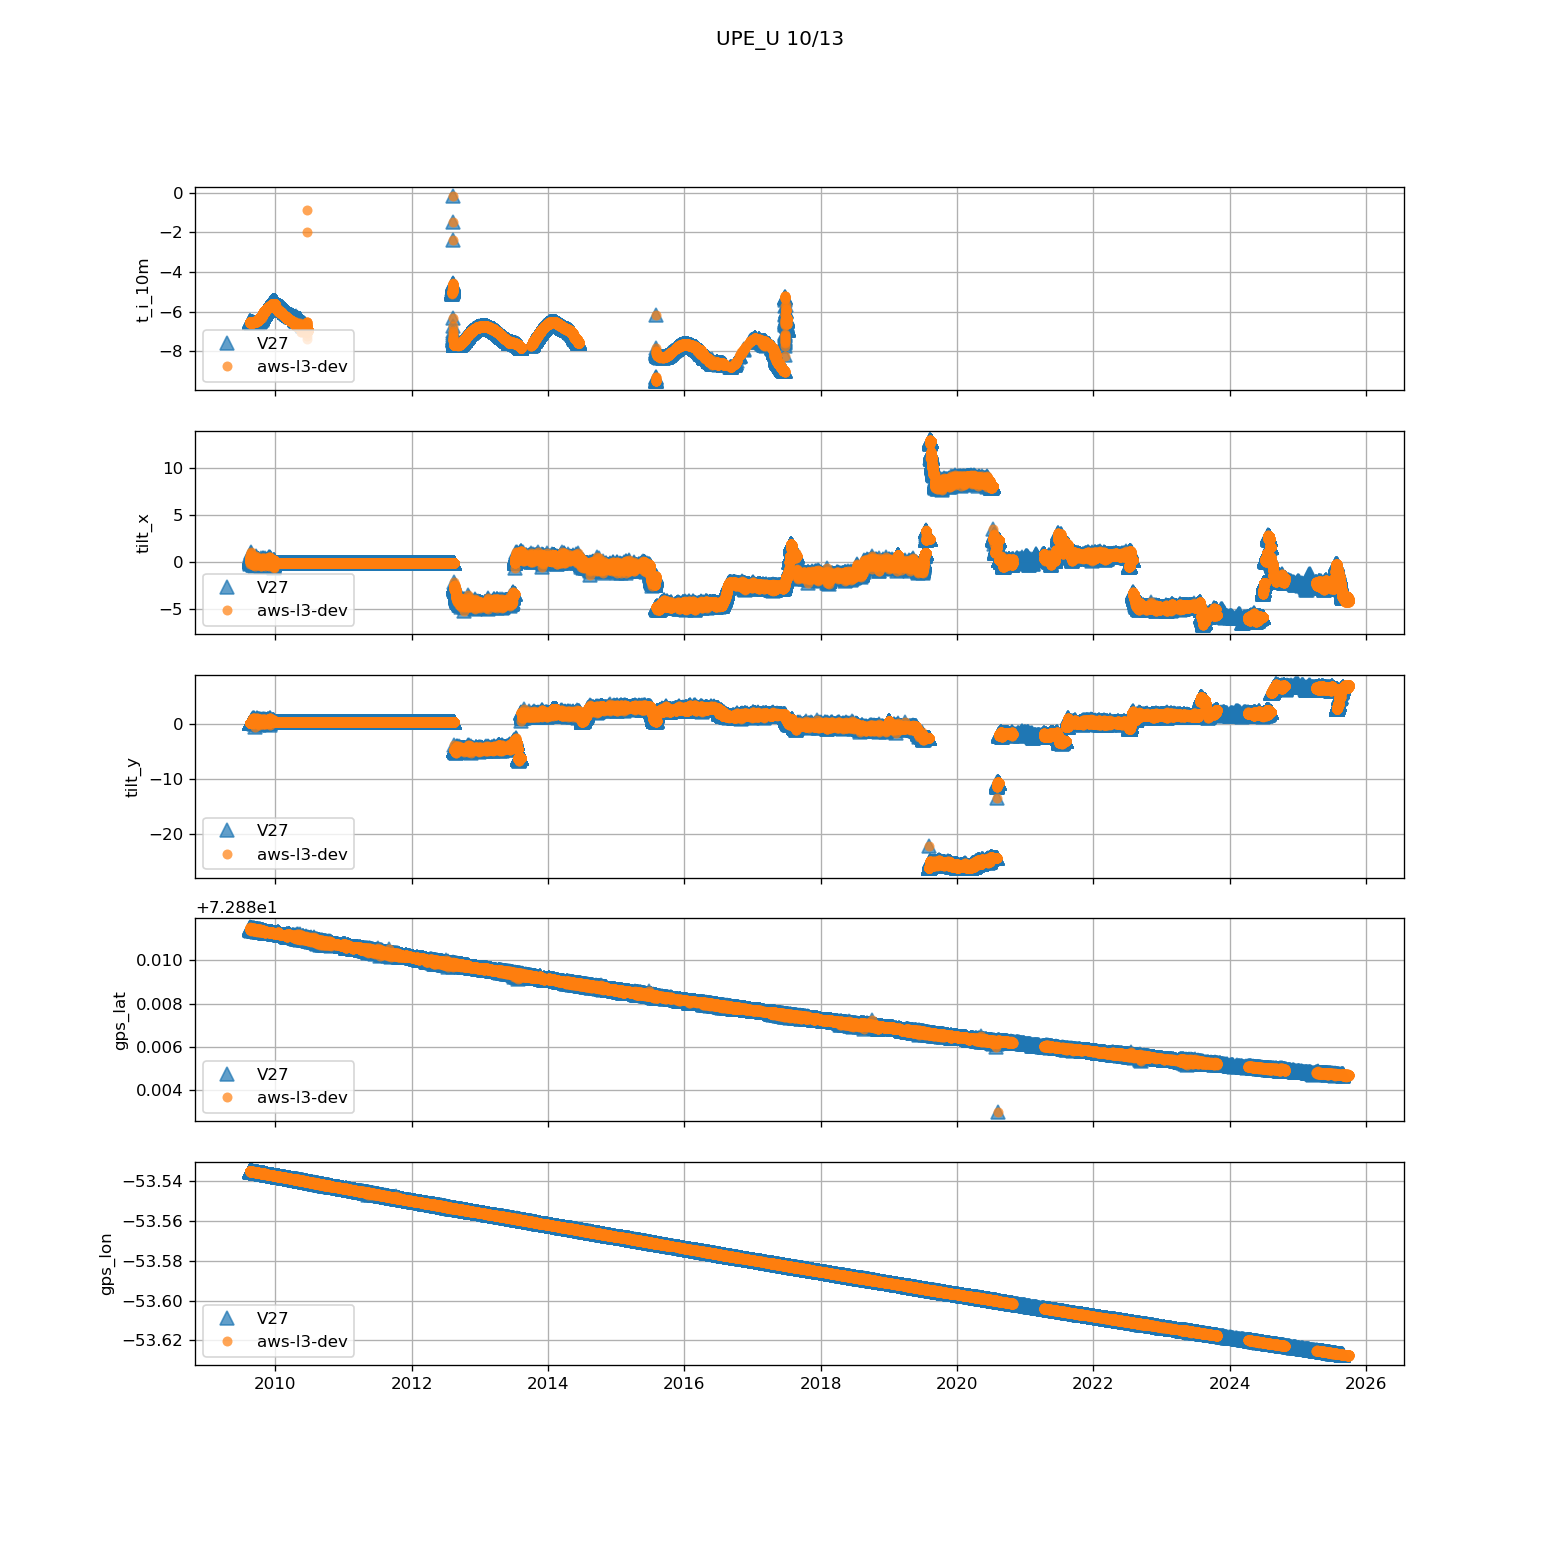 UPE_U 10/13
0
−2
−4
−6
−8
t_i_10m
V27
aws-l3-dev
10
5
0
−5
tilt_x
V27
aws-l3-dev
0
−10
−20
tilt_y
V27
aws-l3-dev
+7.288e1
0.010
0.008
0.006
0.004
gps_lat
V27
aws-l3-dev
−53.54
−53.56
−53.58
−53.60
−53.62
gps_lon
V27
aws-l3-dev
2010 2012 2014 2016 2018 2020 2022 2024 2026